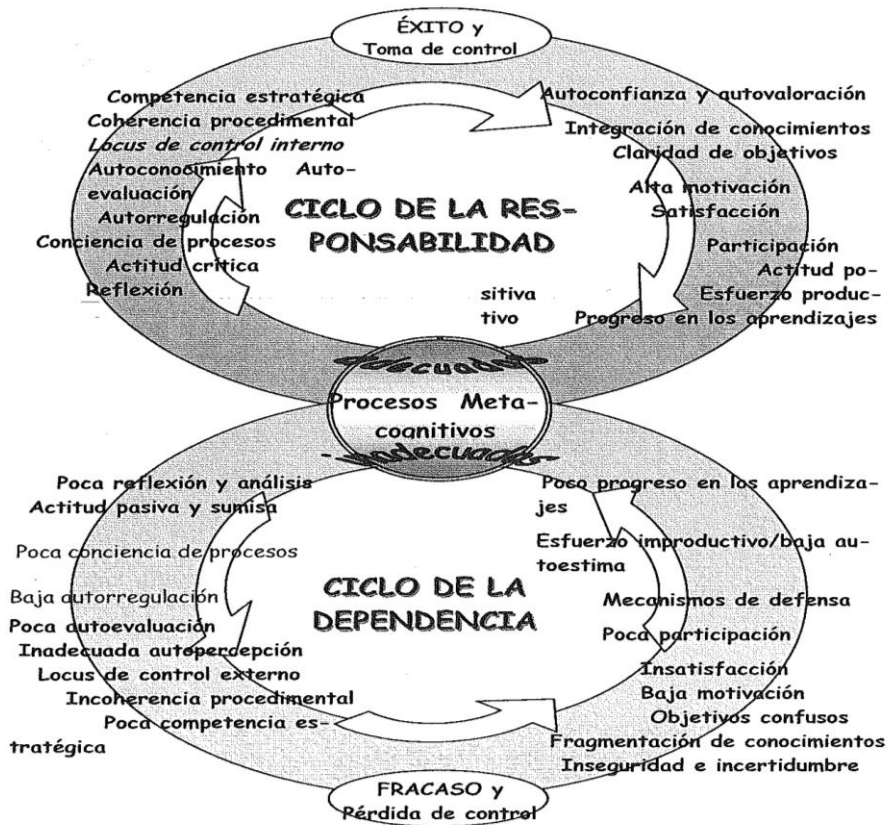 ÉXITO y
Toma de control
Competencia estratégica
Coherencia procedimental
Locus de control interno
Autoconocimiento Auto-
evaluación
Autorregulación
Conciencia de procesos
Actitud crítica
Reflexión
CICLO DE LA RES-
PONSABILIDAD
Autoconfianza y autovaloración
Integración de conocimientos
Claridad de objetivos
Alta motivación
Satisfacción
Participación
Actitud po-
sitiva Esfuerzo produc-
tivo Progreso en los aprendizajes
adecuados
Procesos Meta-
cognitivos
inadecuados
Poca reflexión y análisis
Actitud pasiva y sumisa
Poca conciencia de procesos
Baja autorregulación
Poca autoevaluación
Inadecuada autopercepción
Locus de control externo
Incoherencia procedimental
Poca competencia es-
tratégica
CICLO DE LA
DEPENDENCIA
Poco progreso en los aprendiza-
jes
Esfuerzo improductivo/baja au-
toestima
Mecanismos de defensa
Poca participación
Insatisfacción
Baja motivación
Objetivos confusos
Fragmentación de conocimientos
Inseguridad e incertidumbre
FRACASO y
Pérdida de control